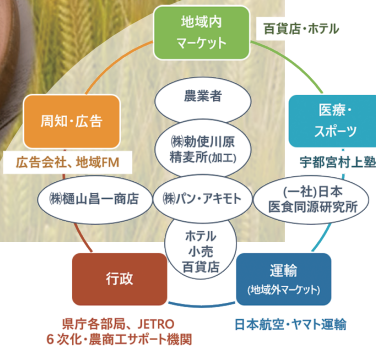 地域内
マーケット
百貨店・ホテル
農業者
周知・広告
医療・
スポーツ
㈱勅使川原
精麦所(加工)
広告会社、地域FM
宇都宮村上塾
㈱樋山昌一商店
㈱パン・アキモト
(一社)日本
医食同源研究所
ホテル
小売
百貨店
行政
運輸
(地域外マーケット)
県庁各部局、JETRO
６次化・農商工サポート機関
日本航空・ヤマト運輸